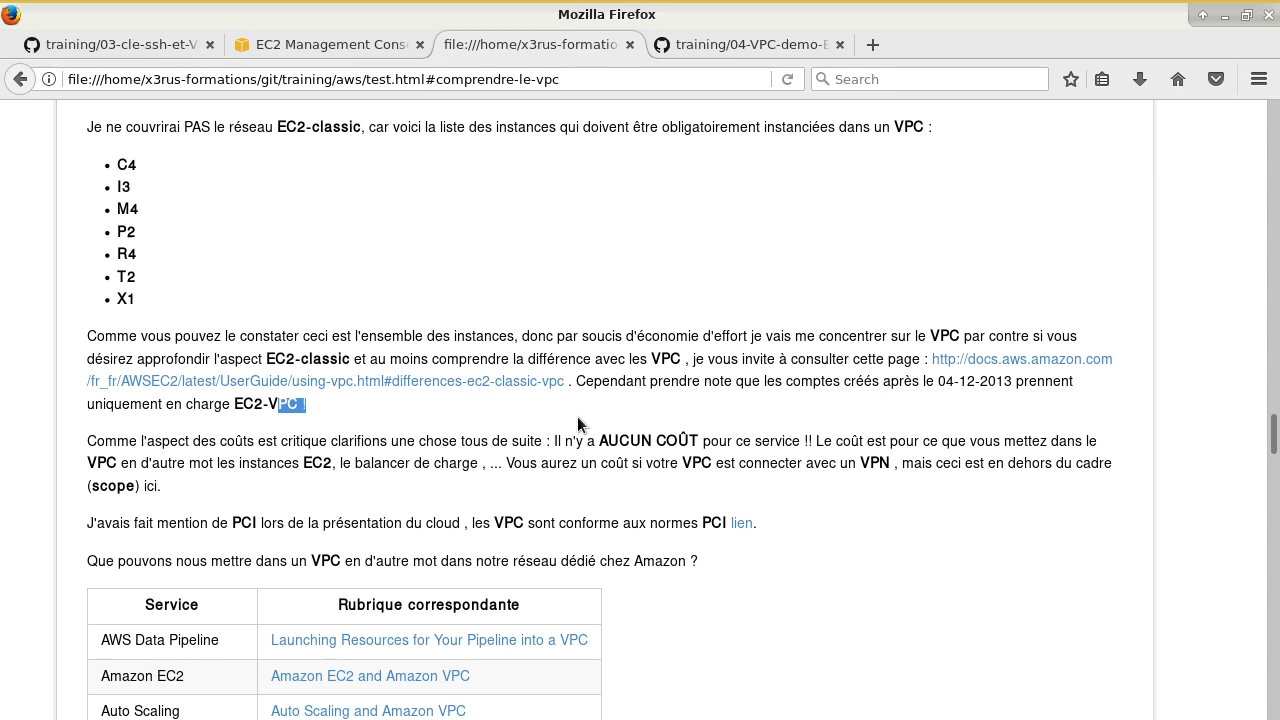 Mozilla Firefox
training/03-cle-ssh-et-V
EC2 Management Cons
file:///home/x3rus-formatio
training/04-VPC-demo-E
file:///home/x3rus-formations/git/training/aws/test.html#comprendre-le-vpc
Search
Je ne couvrirai PAS le réseau EC2-classic, car voici la liste des instances qui doivent être obligatoirement instanciées dans un VPC :
• C4
• I3
• M4
• P2
• R4
• T2
• X1
Comme vous pouvez le constater ceci est l'ensemble des instances, donc par soucis d'économie d'effort je vais me concentrer sur le VPC par contre si vous
désirez approfondir l'aspect EC2-classic et au moins comprendre la différence avec les VPC , je vous invite à consulter cette page : http://docs.aws.amazon.com
/fr_fr/AWSEC2/latest/UserGuide/using-vpc.html#differences-ec2-classic-vpc . Cependant prendre note que les comptes créés après le 04-12-2013 prennent
uniquement en charge EC2-VPC !
Comme l'aspect des coûts est critique clarifions une chose tous de suite : Il n'y a AUCUN COÛT pour ce service !! Le coût est pour ce que vous mettez dans le
VPC en d'autre mot les instances EC2, le balancer de charge , ... Vous aurez un coût si votre VPC est connecter avec un VPN , mais ceci est en dehors du cadre
(scope) ici.
J'avais fait mention de PCI lors de la présentation du cloud , les VPC sont conforme aux normes PCI lien.
Que pouvons nous mettre dans un VPC en d'autre mot dans notre réseau dédié chez Amazon ?
Service Rubrique correspondante
AWS Data Pipeline Launching Resources for Your Pipeline into a VPC
Amazon EC2 Amazon EC2 and Amazon VPC
Auto Scaling Auto Scaling and Amazon VPC